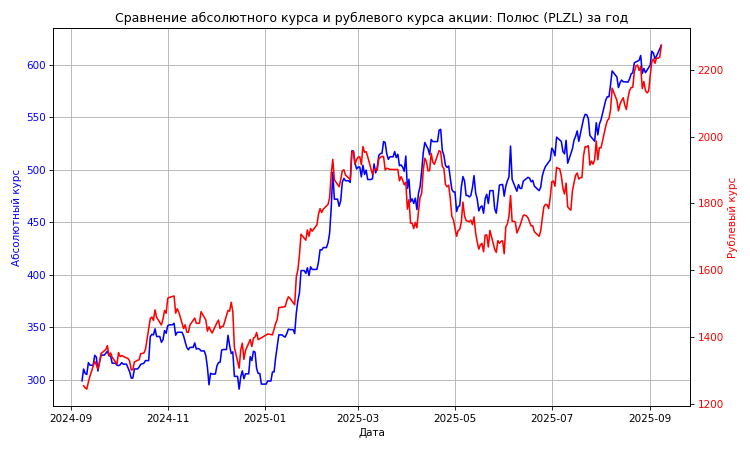 Сравнение абсолютного курса и рублевого курса акции: Полюс (PLZL) за год
Абсолютный курс
600
550
500
450
400
350
300
Рублевый курс
2200
2000
1800
1600
1400
1200
2024-09 2024-11 2025-01 2025-03 2025-05 2025-07 2025-09
Дата